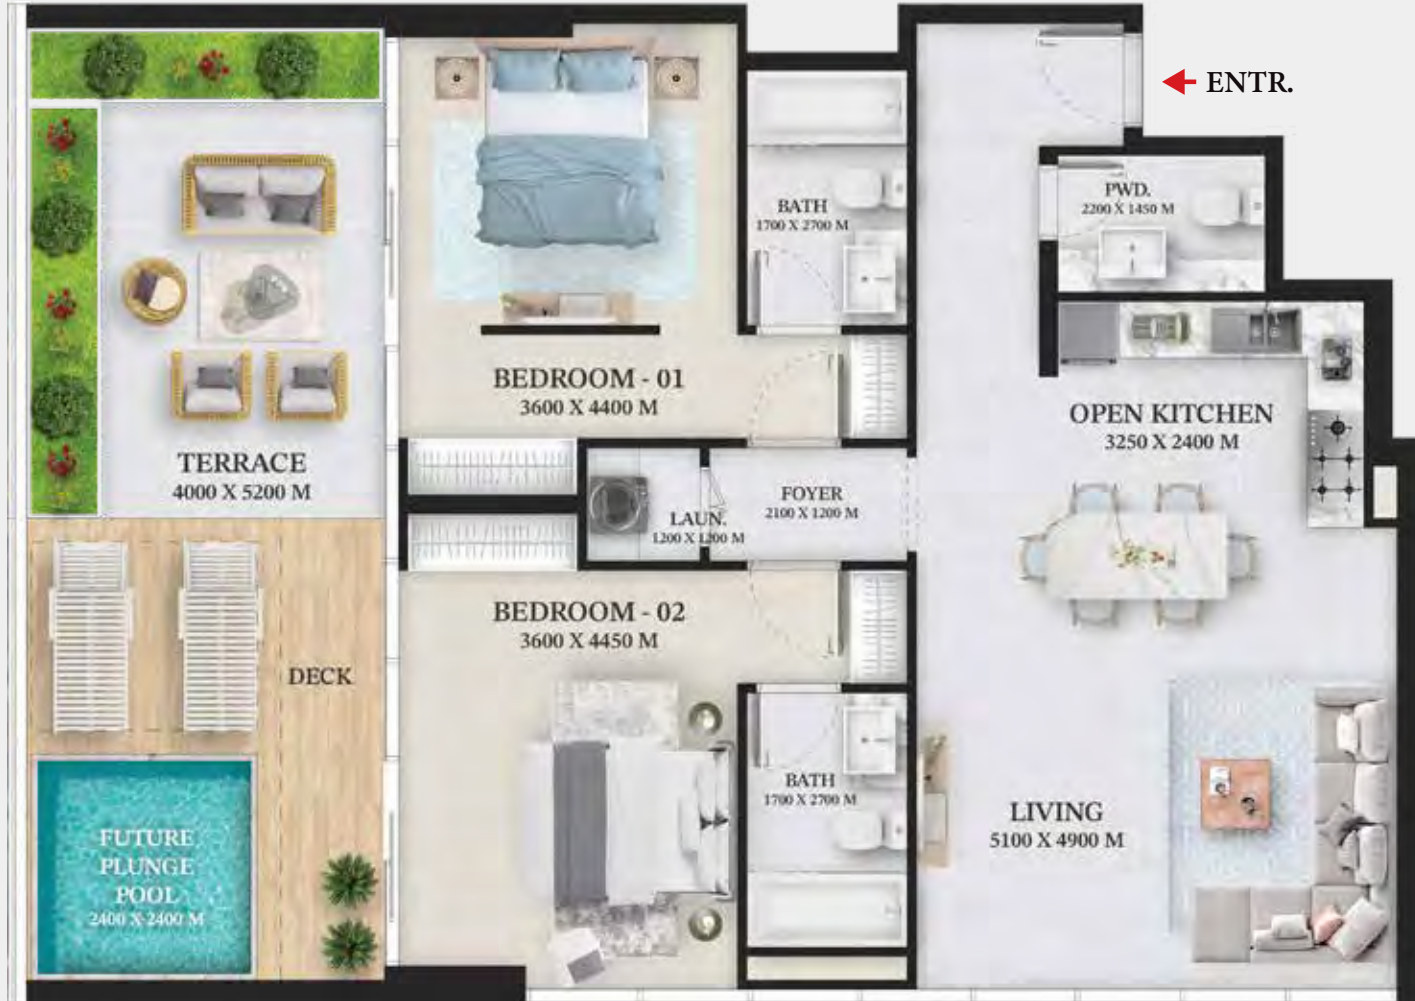 ENTR.
PWD.
2200 X 1450 M
BATH
1700 X 2700 M
BEDROOM - 01
3600 X 4400 M
OPEN KITCHEN
3250 X 2400 M
TERRACE
4000 X 5200 M
FOYER
2100 X 1200 M
LAUN.
1200 X 1200 M
BEDROOM - 02
3600 X 4450 M
DECK
BATH
1700 X 2700 M
LIVING
5100 X 4900 M
FUTURE
PLUNGE
POOL
2400 X 2400 M